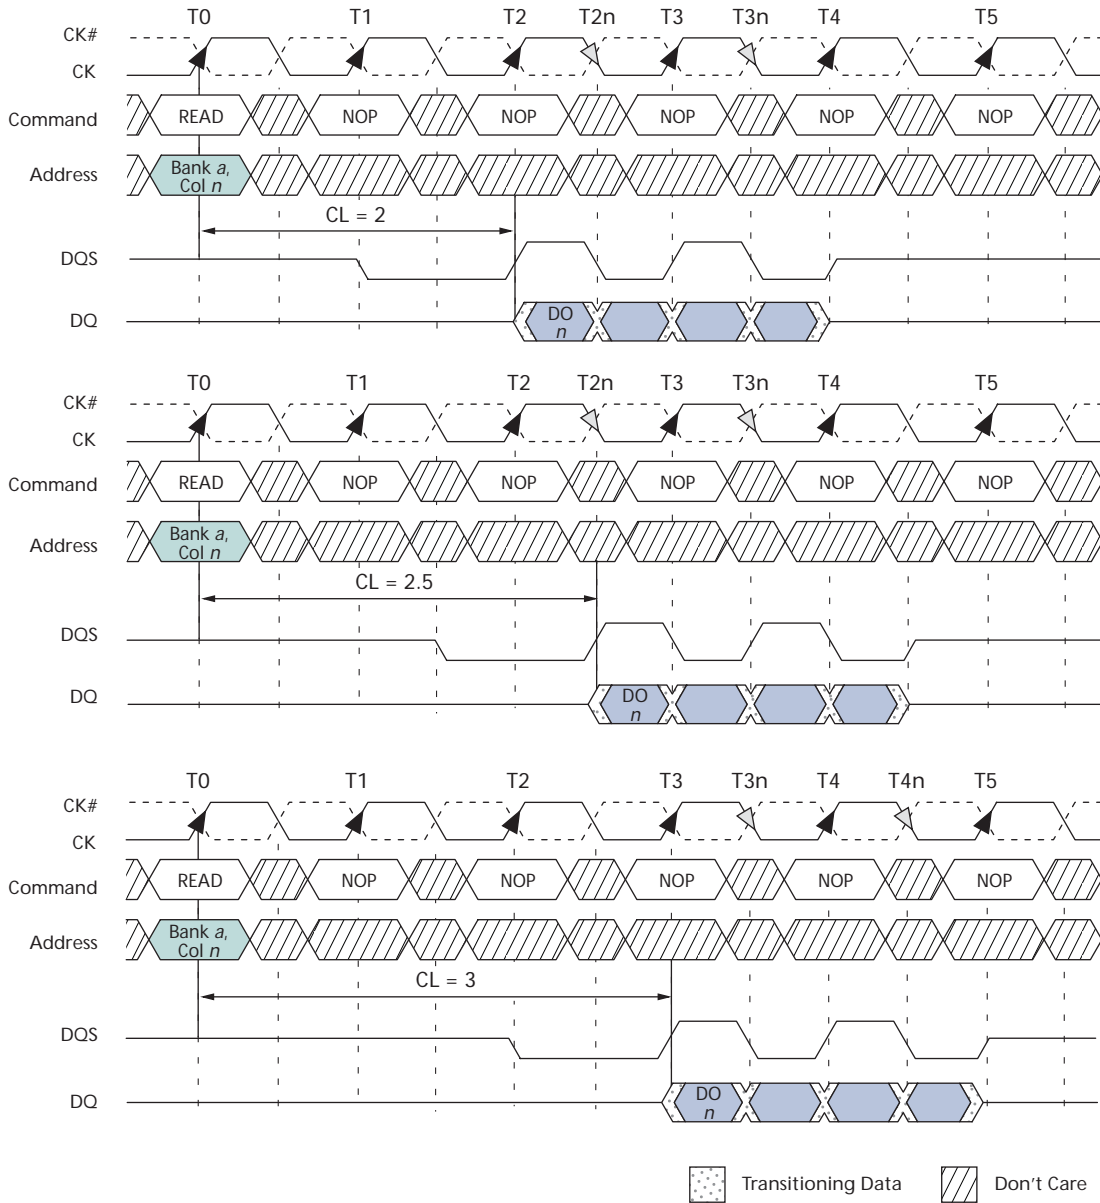 T0 T1 T2 T2n T3 T3n T4 T5
CK#
CK
Command READ NOP NOP NOP NOP NOP
Address Bank a,
Col n
CL = 2
DQS
DQ DO
n
T0 T1 T2 T2n T3 T3n T4 T5
CK#
CK
Command READ NOP NOP NOP NOP NOP
Address Bank a,
Col n
CL = 2.5
DQS
DQ DO
n
T0 T1 T2 T3 T3n T4 T4n T5
CK#
CK
Command READ NOP NOP NOP NOP NOP
Address Bank a,
Col n
CL = 3
DQS
DQ DO
n
Transitioning Data Don't Care